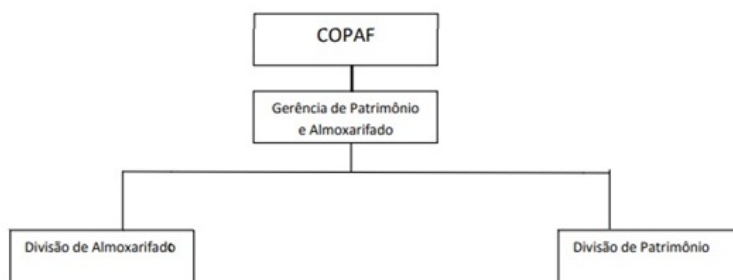 COPAF
Gerência de Patrimônio
e Almoxarifado
Divisão de Almoxarifado
Divisão de Patrimônio